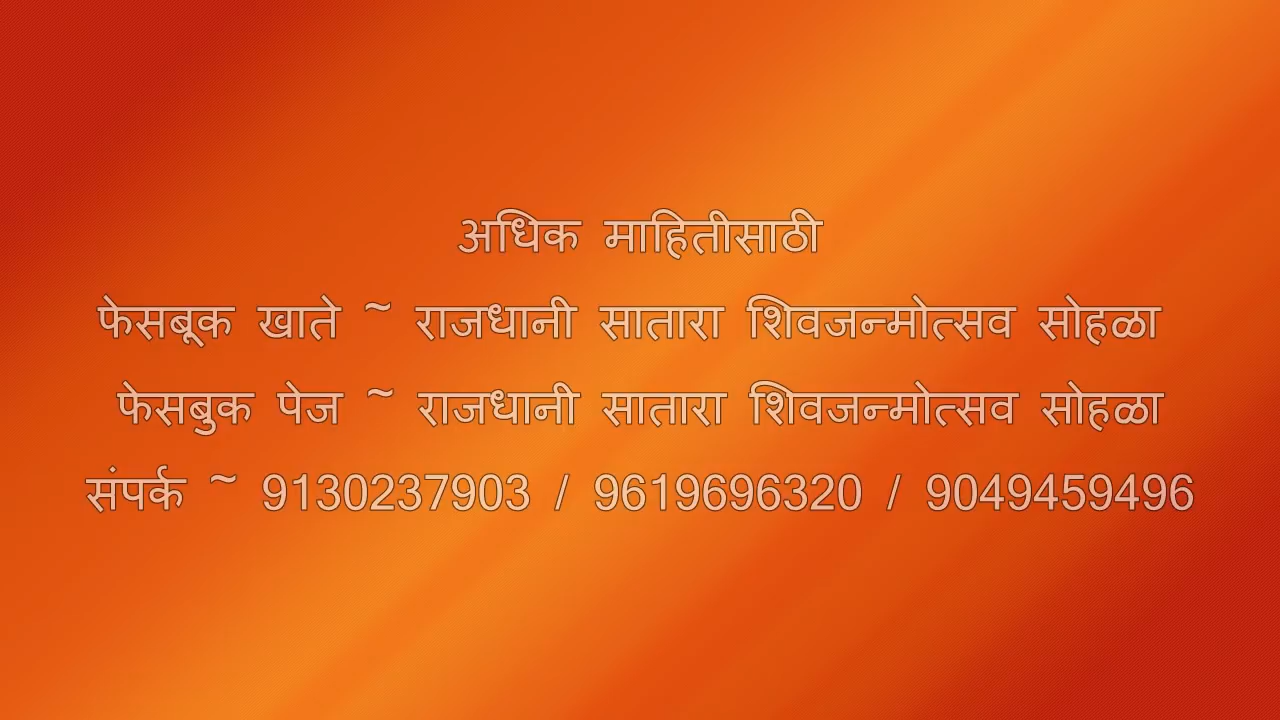 अधिक माहितीसाठी
फेसबूक खाते ~ राजधानी सातारा शिवजन्मोत्सव सोहळा
फेसबुक पेज ~ राजधानी सातारा शिवजन्मोत्सव सोहळा
संपर्क ~ 9130237903 / 9619696320 / 9049459496